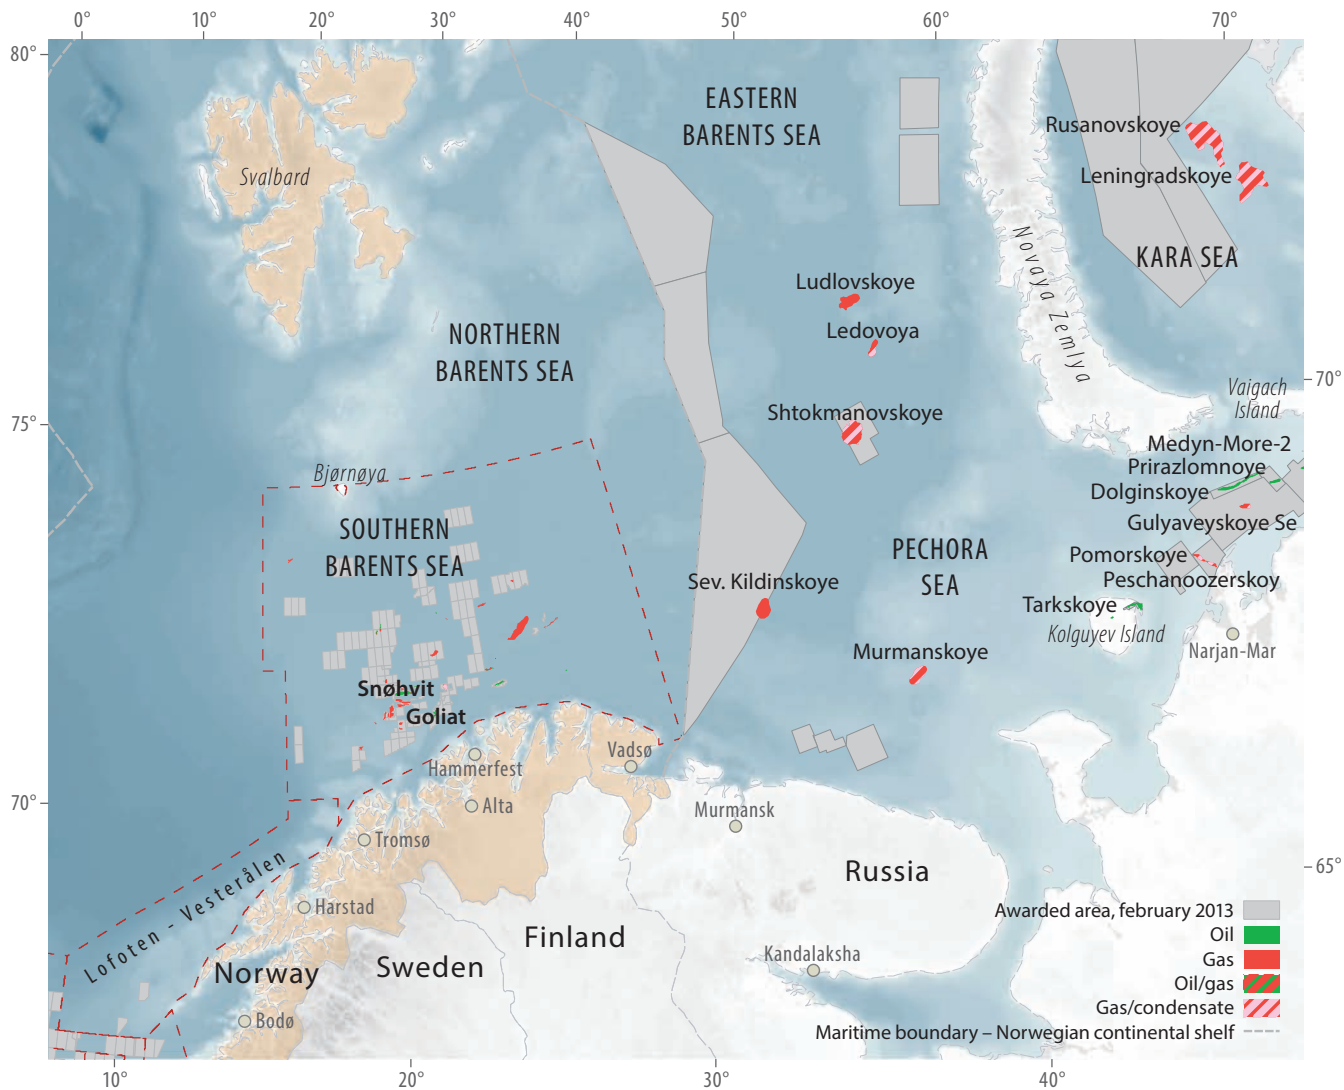 0°
10°
20°
30°
40°
50°
60°
70°
80°
EASTERN
BARENTS SEA
Rusanovskoye
Leningradskoye
Svalbard
Novaya Zemlya
KARA SEA
Ludlovskoye
NORTHERN
BARENTS SEA
Ledovoya
70°
Vaigach
Island
Shtokmanovskoye
75°
Medyn-More-2
Prirazlomnoye
Bjørnøya
Dolginskoye
SOUTHERN
BARENTS SEA
Gulyaveyskoye Se
PECHORA
SEA
Pomorskoye
Sev. Kildinskoye
Peschanoozerskoy
Tarkskoye
Kolguyev Island
Narjan-Mar
Murmanskoye
Snøhvit
Goliat
Vadsø
Hammerfest
70°
Alta
Murmansk
Tromsø
Lofoten - Vesterålen
Russia
65°
Harstad
Awarded area, february 2013
Finland
Oil
Kandalaksha
Gas
Norway
Sweden
Oil/gas
Gas/condensate
Bodø
Maritime boundary – Norwegian continental shelf
10°
20°
30°
40°